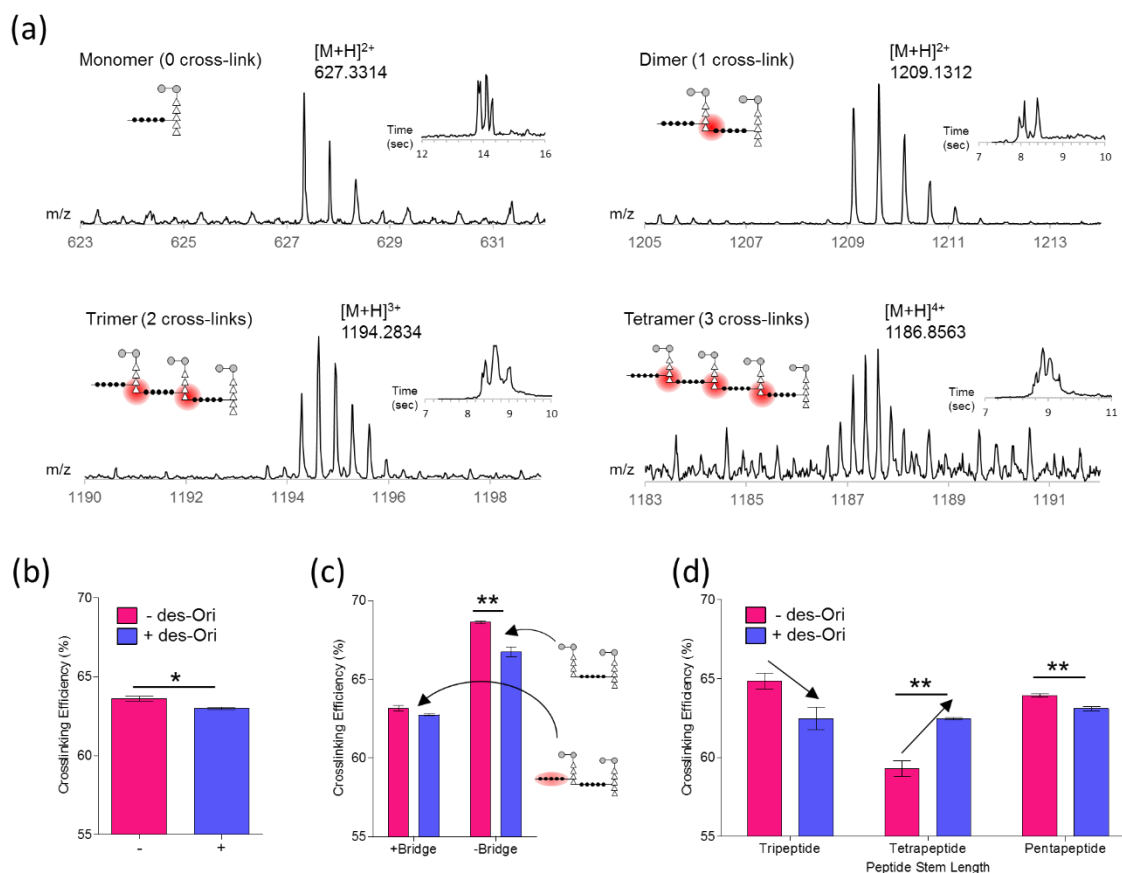 (a)
Monomer (0 cross-link)
[M+H]2+
627.3314
Time
(sec)
12 14 16
m/z
623 625 627 629 631
Dimer (1 cross-link)
[M+H]2+
1209.1312
Time
(sec)
7 8 9 10
m/z
1205 1207 1209 1211 1213
Trimer (2 cross-links)
[M+H]3+
1194.2834
Time
(sec)
7 8 9 10
m/z
1190 1192 1194 1196 1198
Tetramer (3 cross-links)
[M+H]4+
1186.8563
Time
(sec)
7 9 11
m/z
1183 1185 1187 1189 1191
(b)
Crosslinking Efficiency (%)
70
65
60
55
- des-Ori
+ des-Ori
*
- +
(c)
Crosslinking Efficiency (%)
70
65
60
55
**
+Bridge -Bridge
(d)
Crosslinking Efficiency (%)
70
65
60
55
- des-Ori
+ des-Ori
**
**
Tripeptide Tetrapeptide Pentapeptide
Peptide Stem Length